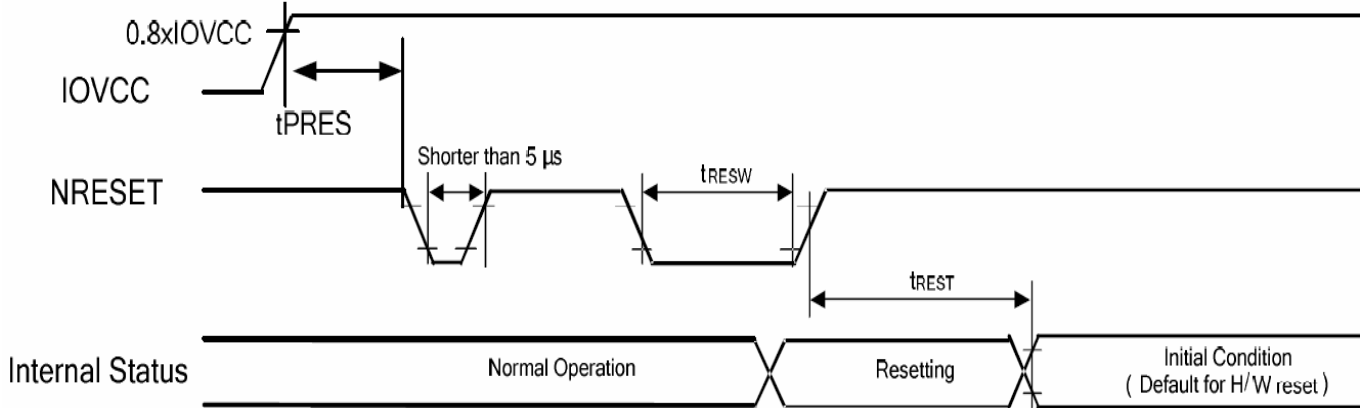 0.8xIOVCC
IOVCC
tPRES
Shorter than 5 µs
NRESET
tRESW
tREST
Internal Status
Normal Operation
Resetting
Initial Condition
( Default for H/W reset )